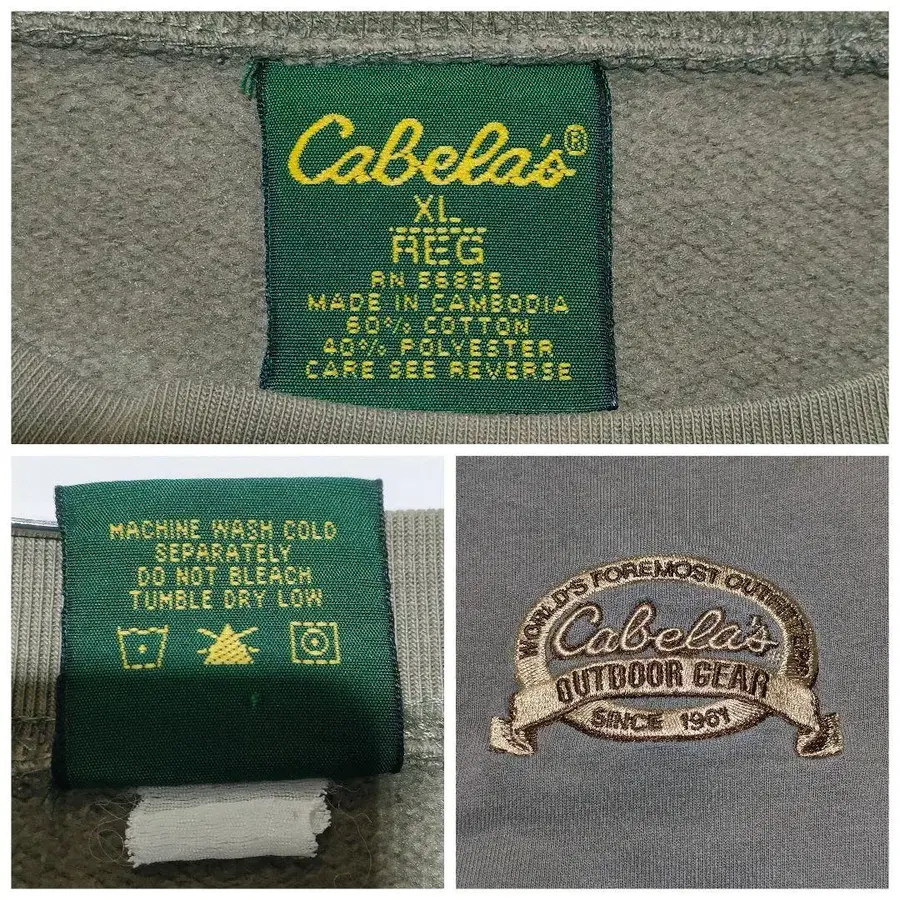 Cabela's®
XL
REG
RN 56835
MADE IN CAMBODIA
60% COTTON
40% POLYESTER
CARE SEE REVERSE
MACHINE WASH COLD
SEPARATELY
DO NOT BLEACH
TUMBLE DRY LOW
WORLD'S FOREMOST OUTFITTER
Cabela's
OUTDOOR GEAR
SINCE 1961